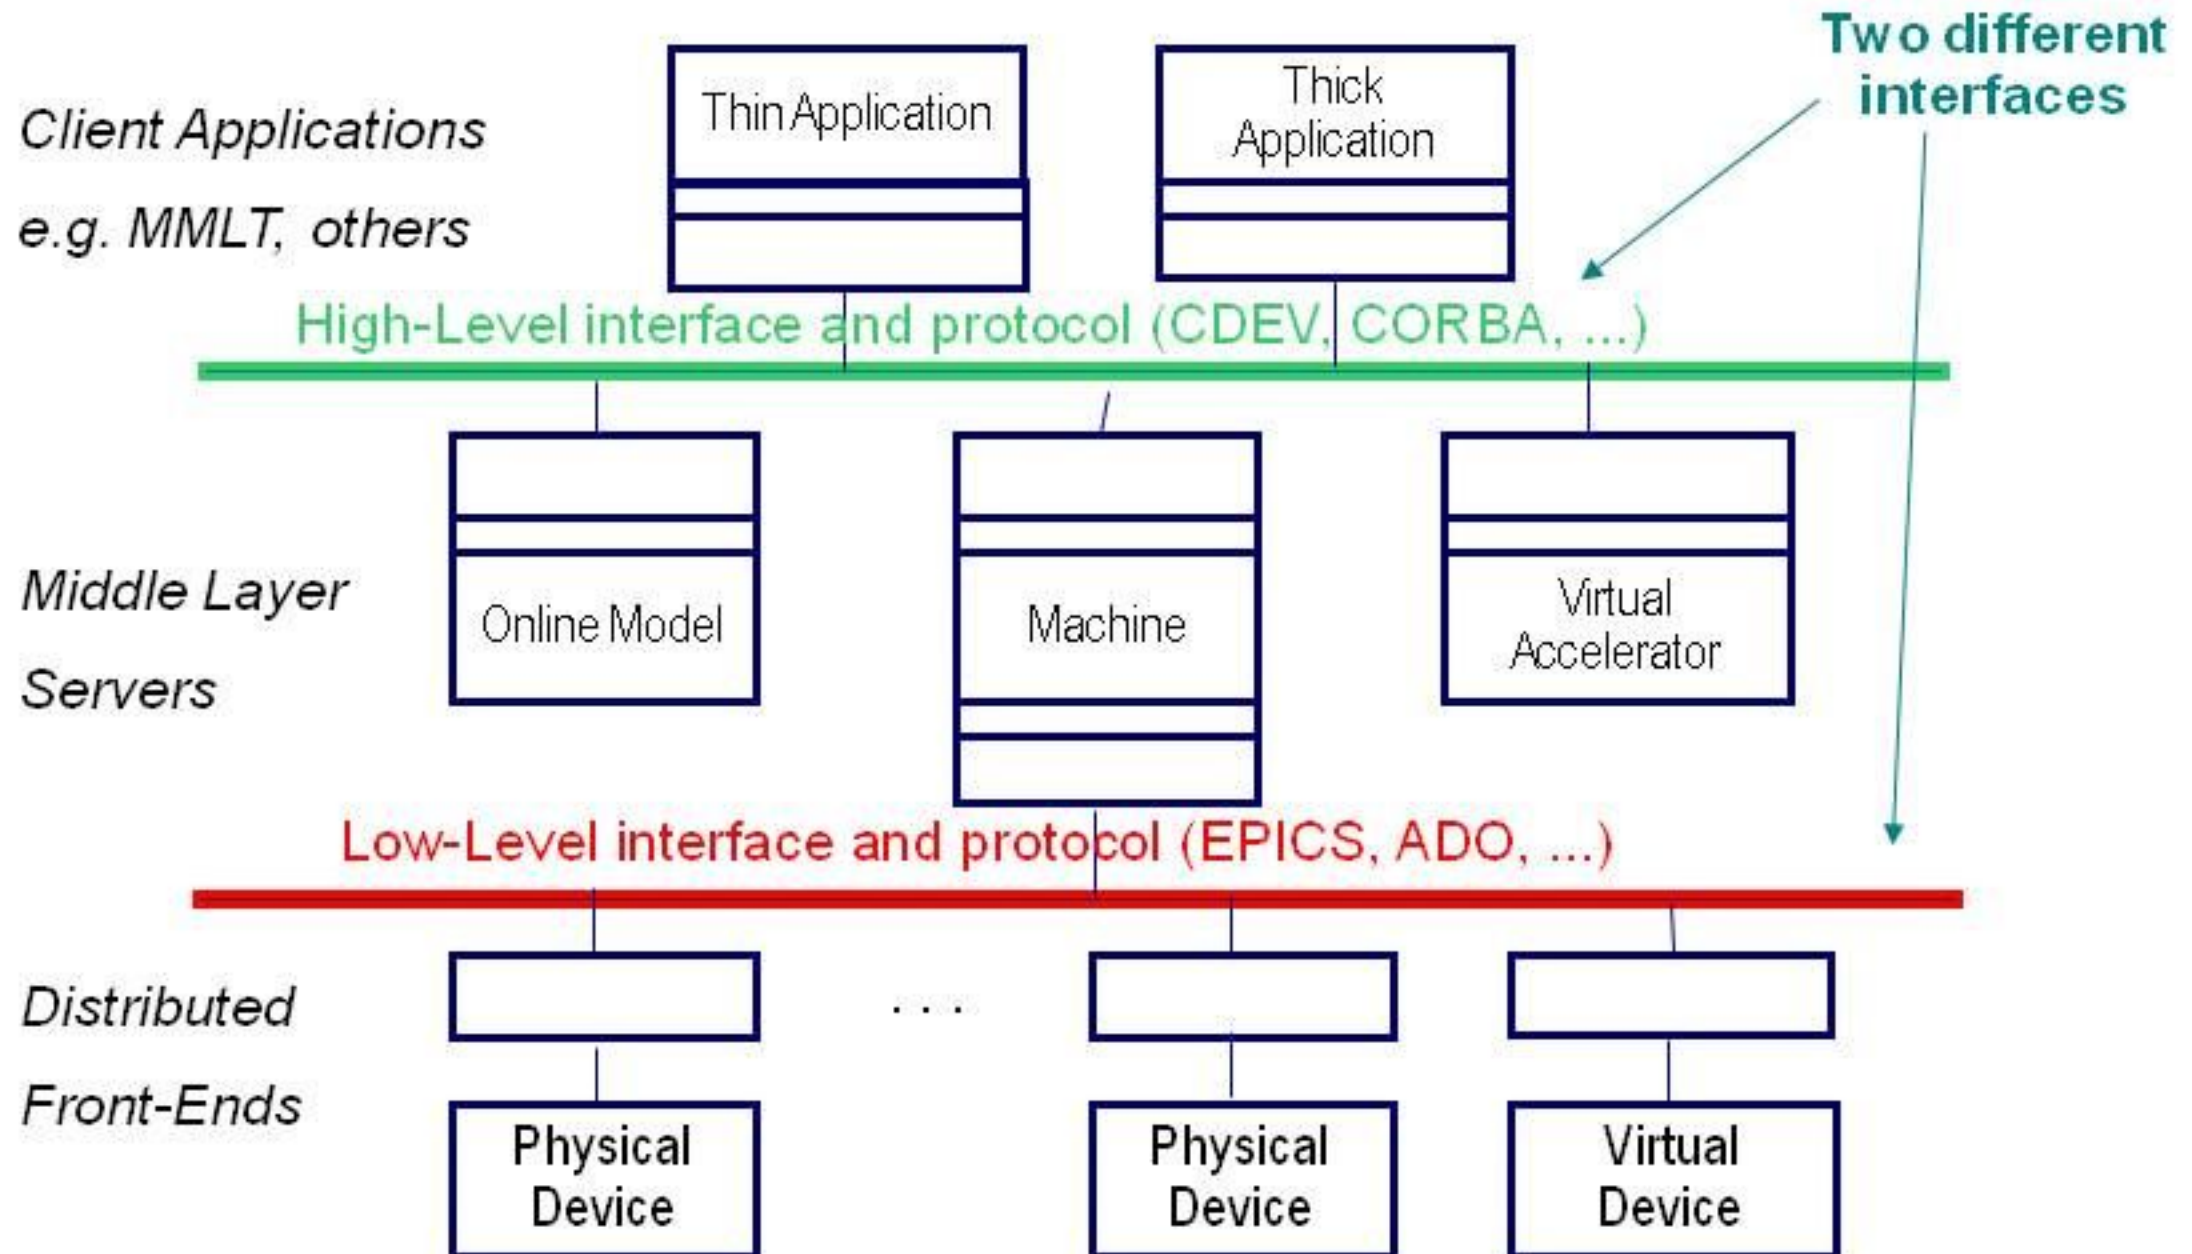 Two different
interfaces
Thin Application
Thick
Application
Client Applications
e.g. MMLT, others
High-Level interface and protocol (CDEV, CORBA, ...)
Middle Layer
Servers
Online Model
Machine
Virtual
Accelerator
Low-Level interface and protocol (EPICS, ADO, ...)
Distributed
Front-Ends
. . .
Physical
Device
Physical
Device
Virtual
Device